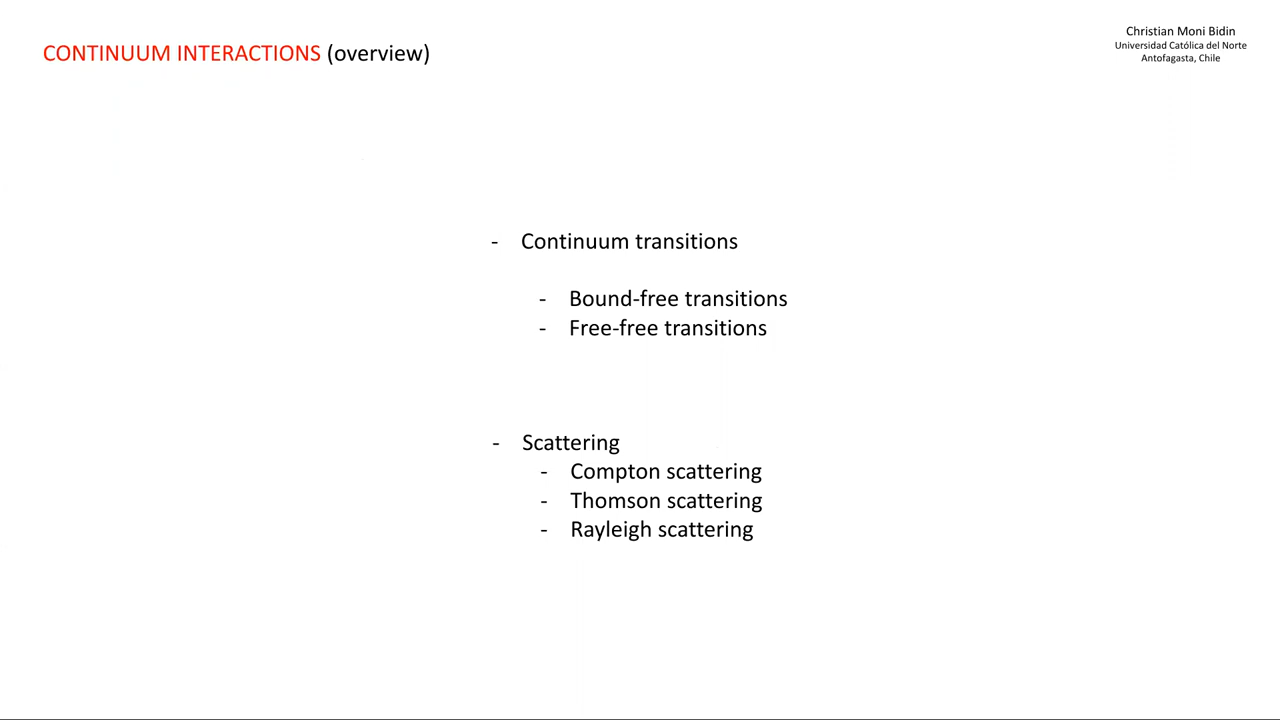 CONTINUUM INTERACTIONS (overview)
Christian Moni Bidin
Universidad Católica del Norte
Antofagasta, Chile
- Continuum transitions
- Bound-free transitions
- Free-free transitions
- Scattering
- Compton scattering
- Thomson scattering
- Rayleigh scattering